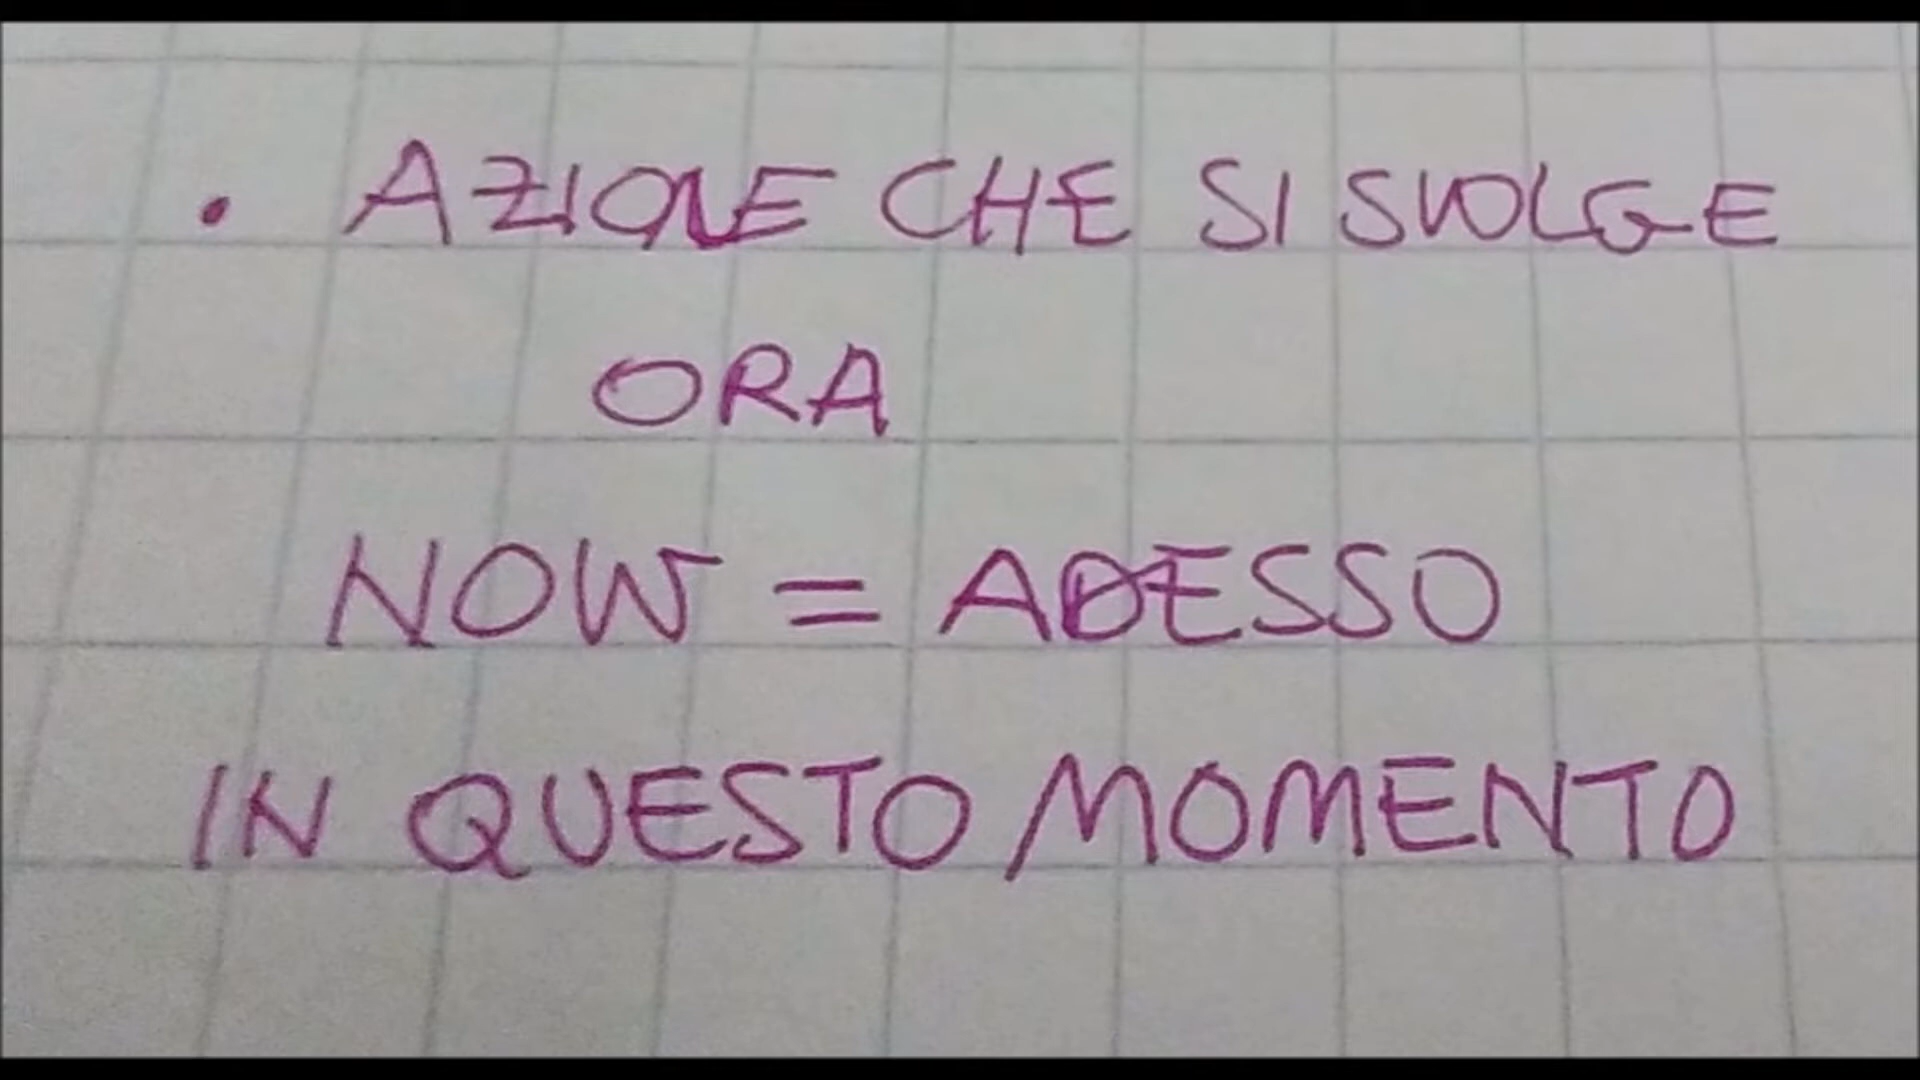 . AZIONE CHE SI SVOLGE
ORA
NOW = ADESSO
IN QUESTO MOMENTO